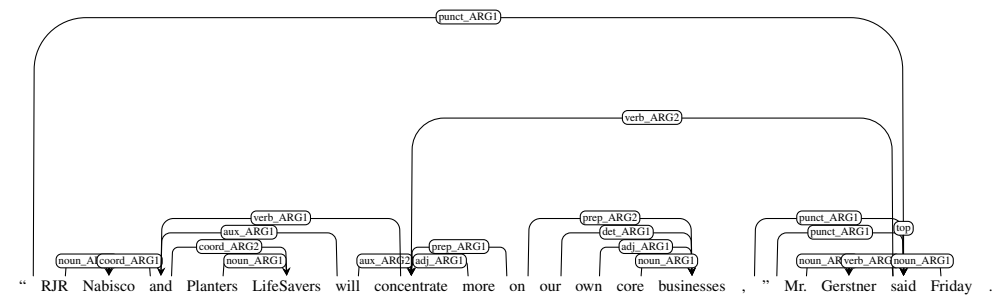 punct_ARG1
verb_ARG2
verb_ARG1 prep_ARG2 punct_ARG1
aux_ARG1 det_ARG1 punct_ARG1 top
coord_ARG2 prep_ARG1 adj_ARG1
coord_ARG1 noun_ARG1 aux_ARG2 adj_ARG1 noun_ARG1 noun_ARG1
“ RJR Nabisco and Planters LifeSavers will concentrate more on our own core businesses , ” Mr. Gerstner said Friday .